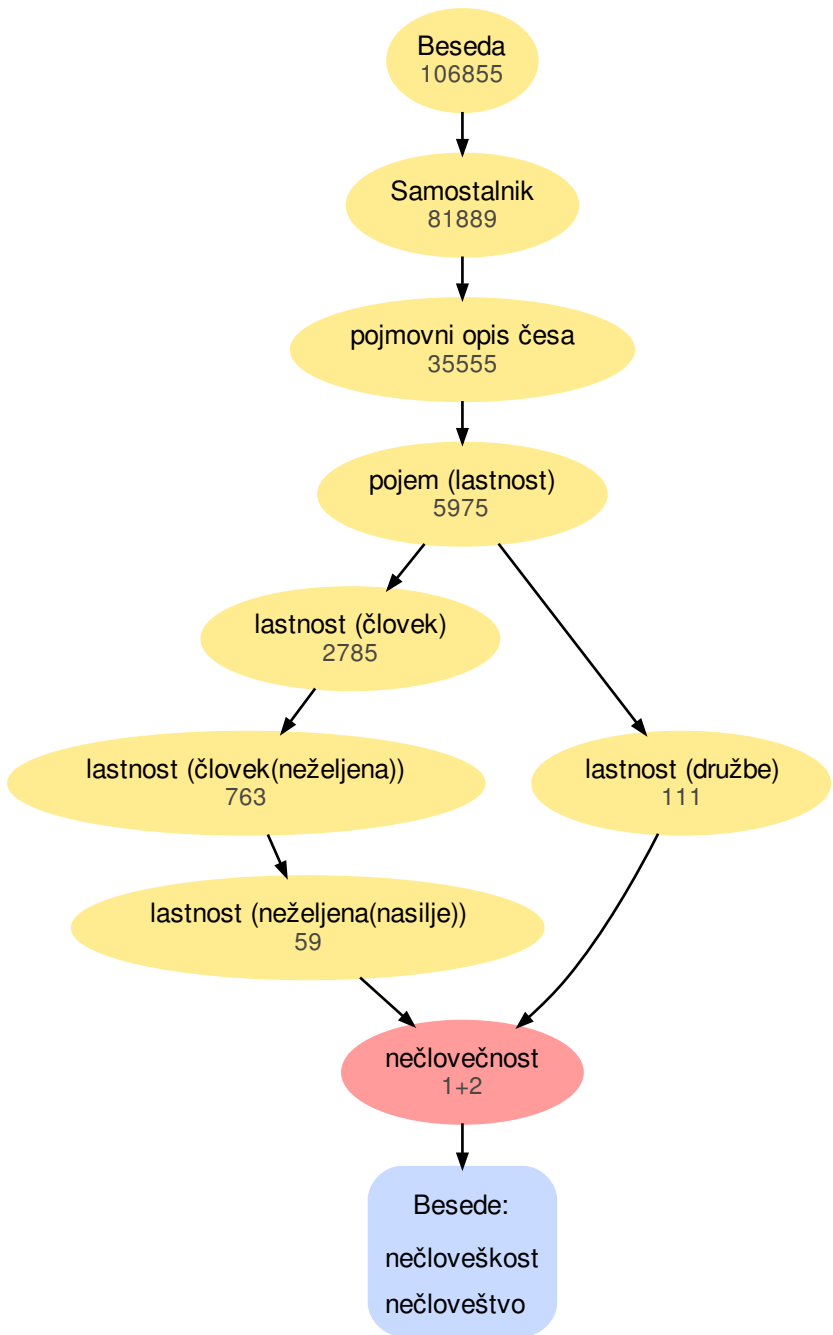 Beseda
106855
Samostalnik
81889
pojmovni opis česa
35555
pojem (lastnost)
5975
lastnost (človek)
2785
lastnost (človek(neželjena))
763
lastnost (družbe)
111
lastnost (neželjena(nasilje))
59
nečlovečnost
1+2
Besede:
nečloveškost
nečloveštvo